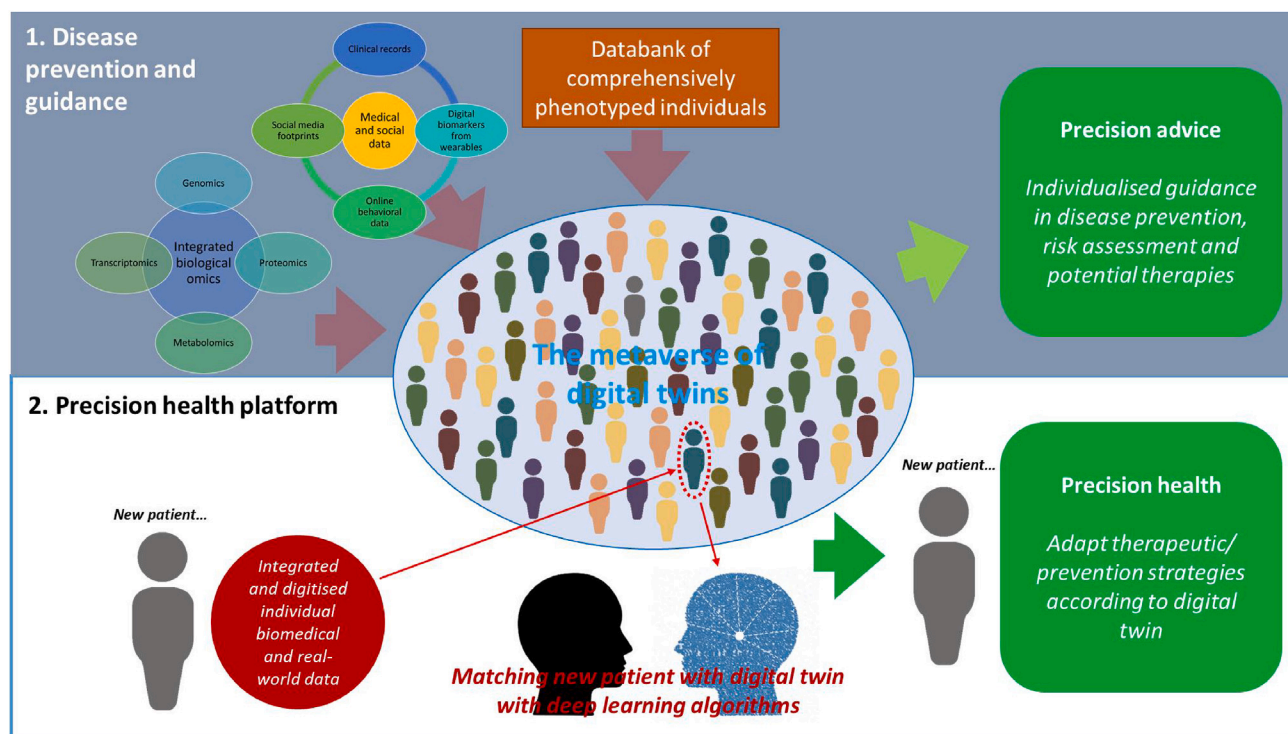 1. Disease
prevention and
guidance
Clinical records
Social media
footprints
Medical
and social
data
Digital
biomarkers
from
wearables
Online
behavioral
data
Genomics
Transcriptomics
Integrated
biological
omics
Proteomics
Metabolomics
Databank of
comprehensively
phenotyped individuals
Precision advice
Individualised guidance
in disease prevention,
risk assessment and
potential therapies
The metaverse of
digital twins
2. Precision health platform
New patient...
Integrated
and digitised
individual
biomedical
and real-
world data
Matching new patient with digital twin
with deep learning algorithms
New patient...
Precision health
Adapt therapeutic/
prevention strategies
according to digital
twin